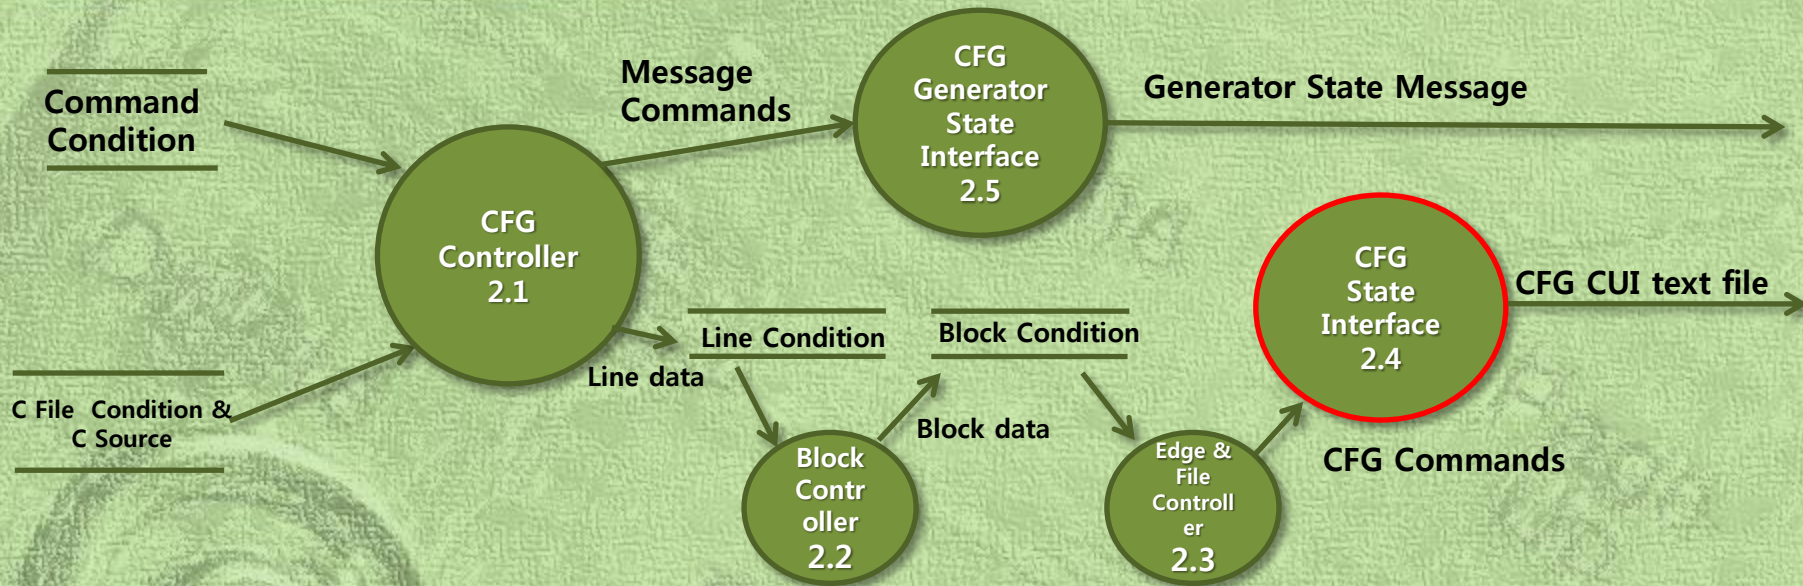 Command
Condition
C File Condition &
C Source
CFG
Controller
2.1
Message
Commands
CFG
Generator
State
Interface
2.5
Generator State Message
Line data
Line Condition
Block
Contr
oller
2.2
Block data
Block Condition
Edge &
File
Controll
er
2.3
CFG Commands
CFG
State
Interface
2.4
CFG CUI text file